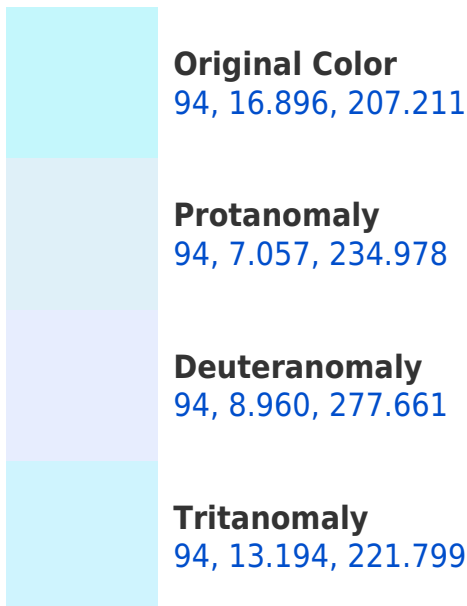 Original Color
94, 16.896, 207.211
Protanomaly
94, 7.057, 234.978
Deuteranomaly
94, 8.960, 277.661
Tritanomaly
94, 13.194, 221.799